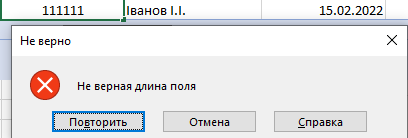 111111 Іванов І.І. 15.02.2022
Не верно
Не верная длина поля
Повторить Отмена Справка